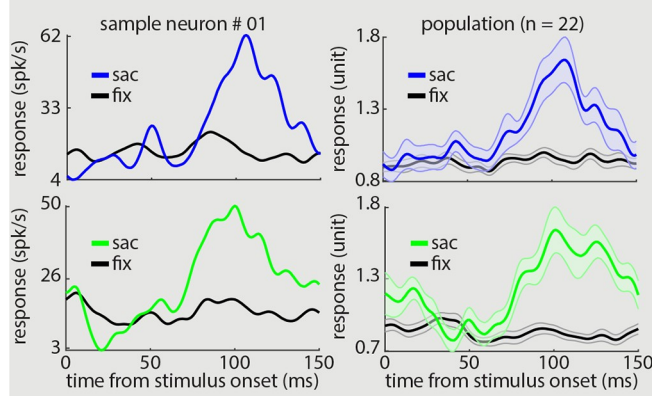 sample neuron # 01
population (n = 22)
response (spk/s)
62
33
4
sac
fix
response (unit)
1.8
1.3
0.8
sac
fix
response (spk/s)
50
26
3
sac
fix
0
50
100
150
time from stimulus onset (ms)
response (unit)
1.8
1.3
0.7
sac
fix
0
50
100
150
time from stimulus onset (ms)